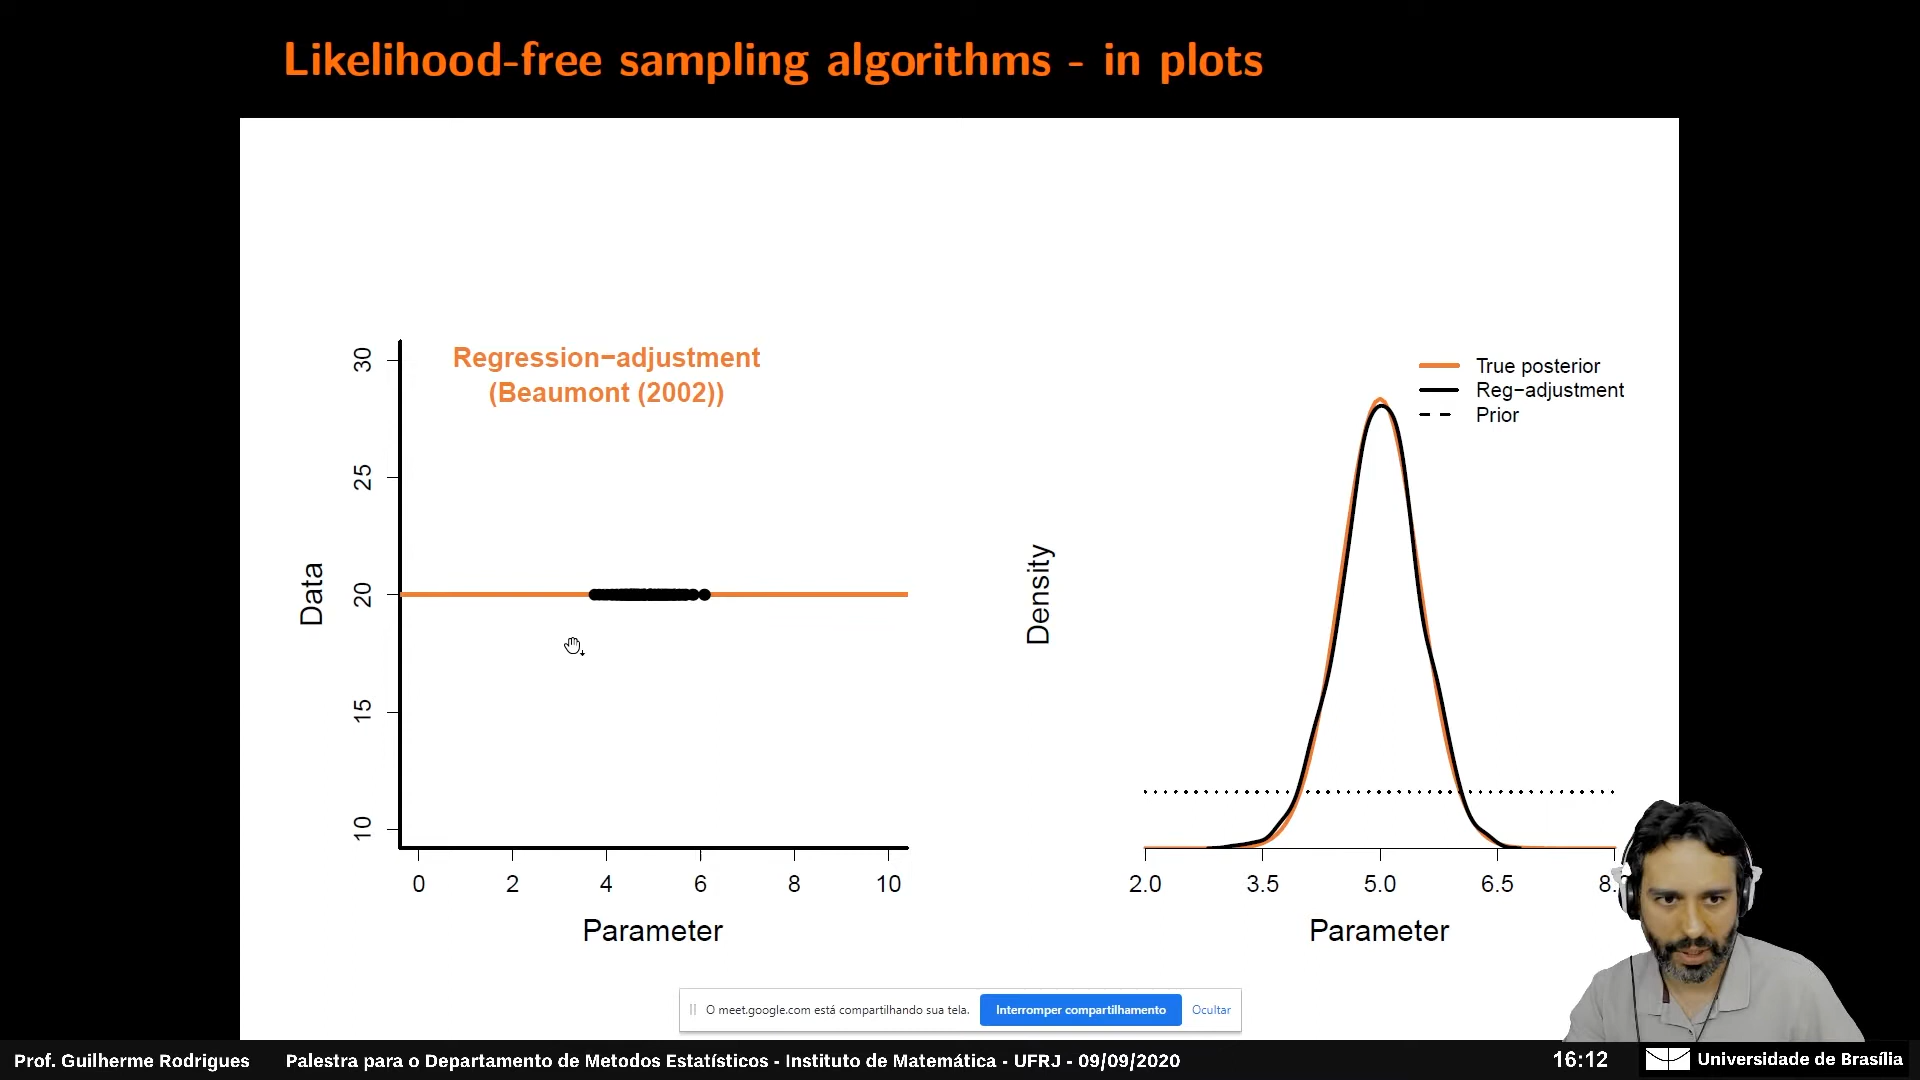 Likelihood-free sampling algorithms - in plots
Regression−adjustment
(Beaumont (2002))
30
25
20
15
10
Data
0 2 4 6 8 10
Parameter
True posterior
Reg−adjustment
Prior
Density
2.0 3.5 5.0 6.5
Parameter
O meet.google.com está compartilhando sua tela.
Interromper compartilhamento
Ocultar
Prof. Guilherme Rodrigues
Palestra para o Departamento de Metodos Estatísticos - Instituto de Matemática - UFRJ - 09/09/2020
16:12
Universidade de Brasília